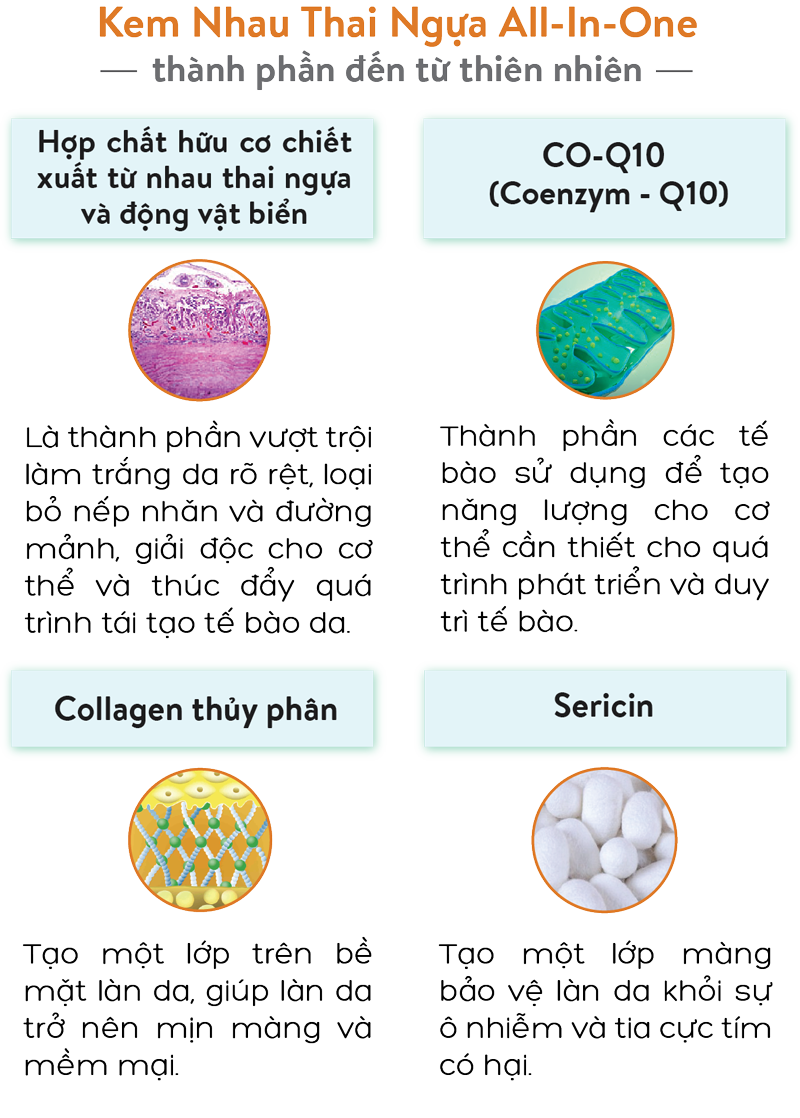 Kem Nhau Thai Ngựa All-In-One
— thành phần đến từ thiên nhiên —
Hợp chất hữu cơ chiết
xuất từ nhau thai ngựa
và động vật biển
CO-Q10
(Coenzym - Q10)
Là thành phần vượt trội
làm trắng da rõ rệt, loại
bỏ nếp nhăn và đường
mảnh, giải độc cho cơ
thể và thúc đẩy quá
trình tái tạo tế bào da.
Thành phần các tế
bào sử dụng để tạo
năng lượng cho cơ
thể cần thiết cho quá
trình phát triển và duy
trì tế bào.
Collagen thủy phân
Sericin
Tạo một lớp trên bề
mặt làn da, giúp làn da
trở nên mịn màng và
mềm mại.
Tạo một lớp màng
bảo vệ làn da khỏi sự
ô nhiễm và tia cực tím
có hại.